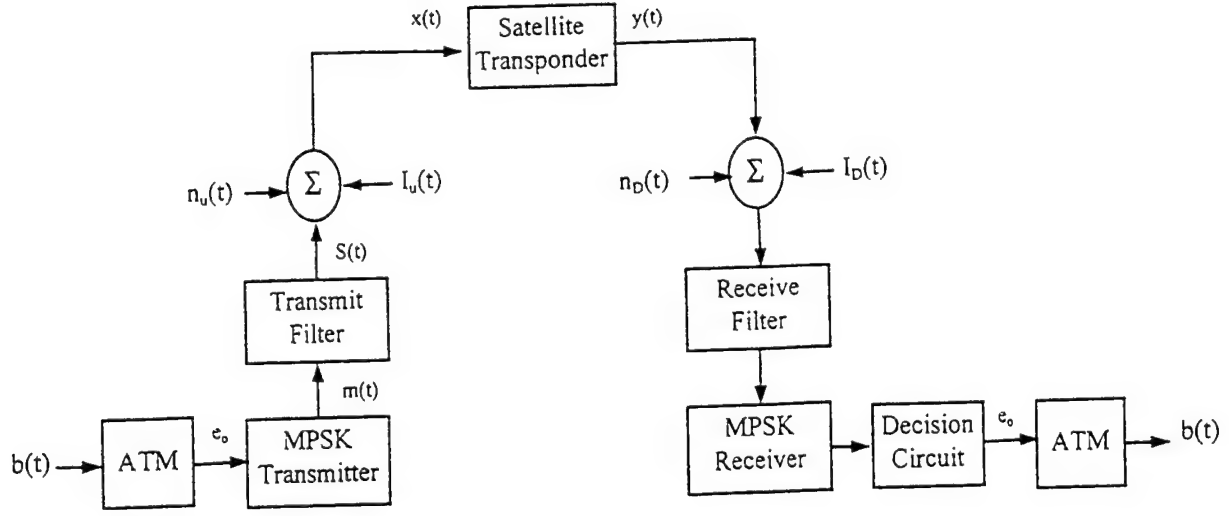 x(t)
Satellite
Transponder
y(t)
n_u(t)
Σ
I_u(t)
n_D(t)
Σ
I_D(t)
S(t)
Transmit
Filter
Receive
Filter
m(t)
b(t)
ATM
e_o
MPSK
Transmitter
MPSK
Receiver
Decision
Circuit
e_o
ATM
b(t)